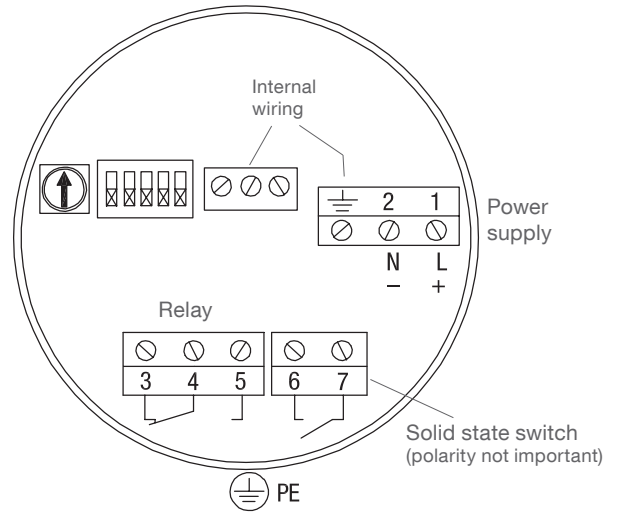 Internal
wiring
2 1
Power
supply
N L
− +
Relay
3 4 5 6 7
Solid state switch
(polarity not important)
PE